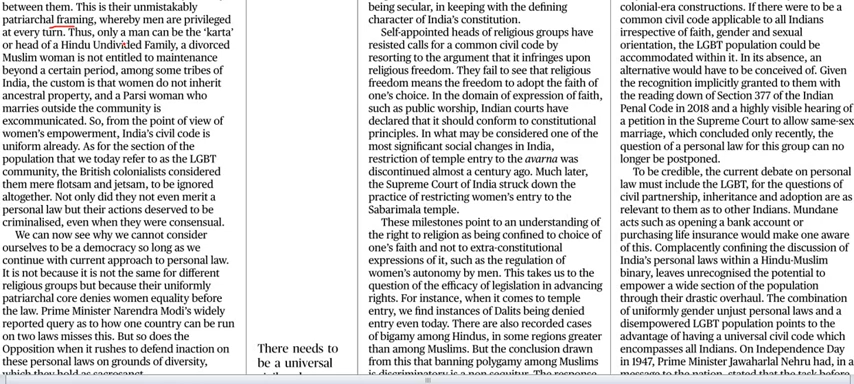 between them. This is their unmistakably
patriarchal framing, whereby men are privileged
at every turn. Thus, only a man can be the ‘karta’
or head of a Hindu Undivided Family, a divorced
Muslim woman is not entitled to maintenance
beyond a certain period, among some tribes of
India, the custom is that women do not inherit
ancestral property, and a Parsi woman who
marries outside the community is
excommunicated. So, from the point of view of
women’s empowerment, India’s civil code is
uniform already. As for the section of the
population that we today refer to as the LGBT
community, the British colonialists considered
them mere flotsam and jetsam, to be ignored
altogether. Not only did they not even merit a
personal law but their actions deserved to be
criminalised, even when they were consensual.
We can now see why we cannot consider
ourselves to be a democracy so long as we
continue with current approach to personal law.
It is not because it is not the same for different
religious groups but because their uniformly
patriarchal core denies women equality before
the law. Prime Minister Narendra Modi’s widely
reported query as to how one country can be run
on two laws misses this. But so does the
Opposition when it rushes to defend inaction on
these personal laws on grounds of diversity,
which they hold as sacrosanct.
There needs to
be a universal
being secular, in keeping with the defining
character of India’s constitution.
Self-appointed heads of religious groups have
resisted calls for a common civil code by
resorting to the argument that it infringes upon
religious freedom. They fail to see that religious
freedom means the freedom to adopt the faith of
one’s choice. In the domain of expression of faith,
such as public worship, Indian courts have
declared that it should conform to constitutional
principles. In what may be considered one of the
most significant social changes in India,
restriction of temple entry to the avarna was
discontinued almost a century ago. Much later,
the Supreme Court of India struck down the
practice of restricting women’s entry to the
Sabarimala temple.
These milestones point to an understanding of
the right to religion as being confined to choice of
one’s faith and not to extra-constitutional
expressions of it, such as the regulation of
women’s autonomy by men. This takes us to the
question of the efficacy of legislation in advancing
rights. For instance, when it comes to temple
entry, we find instances of Dalits being denied
entry even today. There are also recorded cases
of bigamy among Hindus, in some regions greater
than among Muslims. But the conclusion drawn
from this that banning polygamy among Muslims
is discriminatory is a non sequitur. The response
colonial-era constructions. If there were to be a
common civil code applicable to all Indians
irrespective of faith, gender and sexual
orientation, the LGBT population could be
accommodated within it. In its absence, an
alternative would have to be conceived of. Given
the recognition implicitly granted to them with
the reading down of Section 377 of the Indian
Penal Code in 2018 and a highly visible hearing of
a petition in the Supreme Court to allow same-sex
marriage, which concluded only recently, the
question of a personal law for this group can no
longer be postponed.
To be credible, the current debate on personal
law must include the LGBT, for the questions of
civil partnership, inheritance and adoption are as
relevant to them as to other Indians. Mundane
acts such as opening a bank account or
purchasing life insurance would make one aware
of this. Complacently confining the discussion of
India’s personal laws within a Hindu-Muslim
binary, leaves unrecognised the potential to
empower a wide section of the population
through their drastic overhaul. The combination
of uniformly gender unjust personal laws and a
disempowered LGBT population points to the
advantage of having a universal civil code which
encompasses all Indians. On Independence Day
in 1947, Prime Minister Jawaharlal Nehru had, in a
message to the nation, stated that the task before